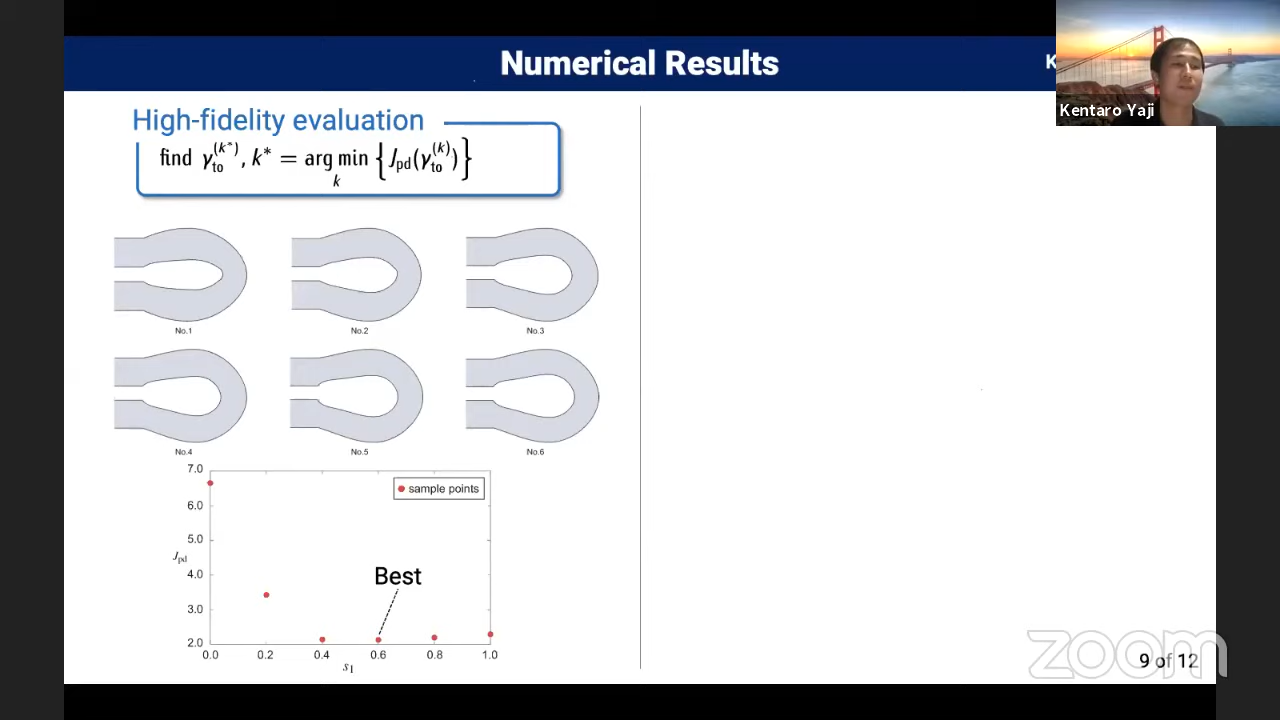 Numerical Results
K
Kentaro Yaji
High-fidelity evaluation
find γ_to^(k*), k* = arg min_k {J_pd(γ_to^(k))}
No.1 No.2 No.3
No.4 No.5 No.6
7.0
6.0
5.0
4.0
3.0
2.0
J_pd
sample points
Best
0.0 0.2 0.4 0.6 0.8 1.0
s_1
zoom
9 of 12